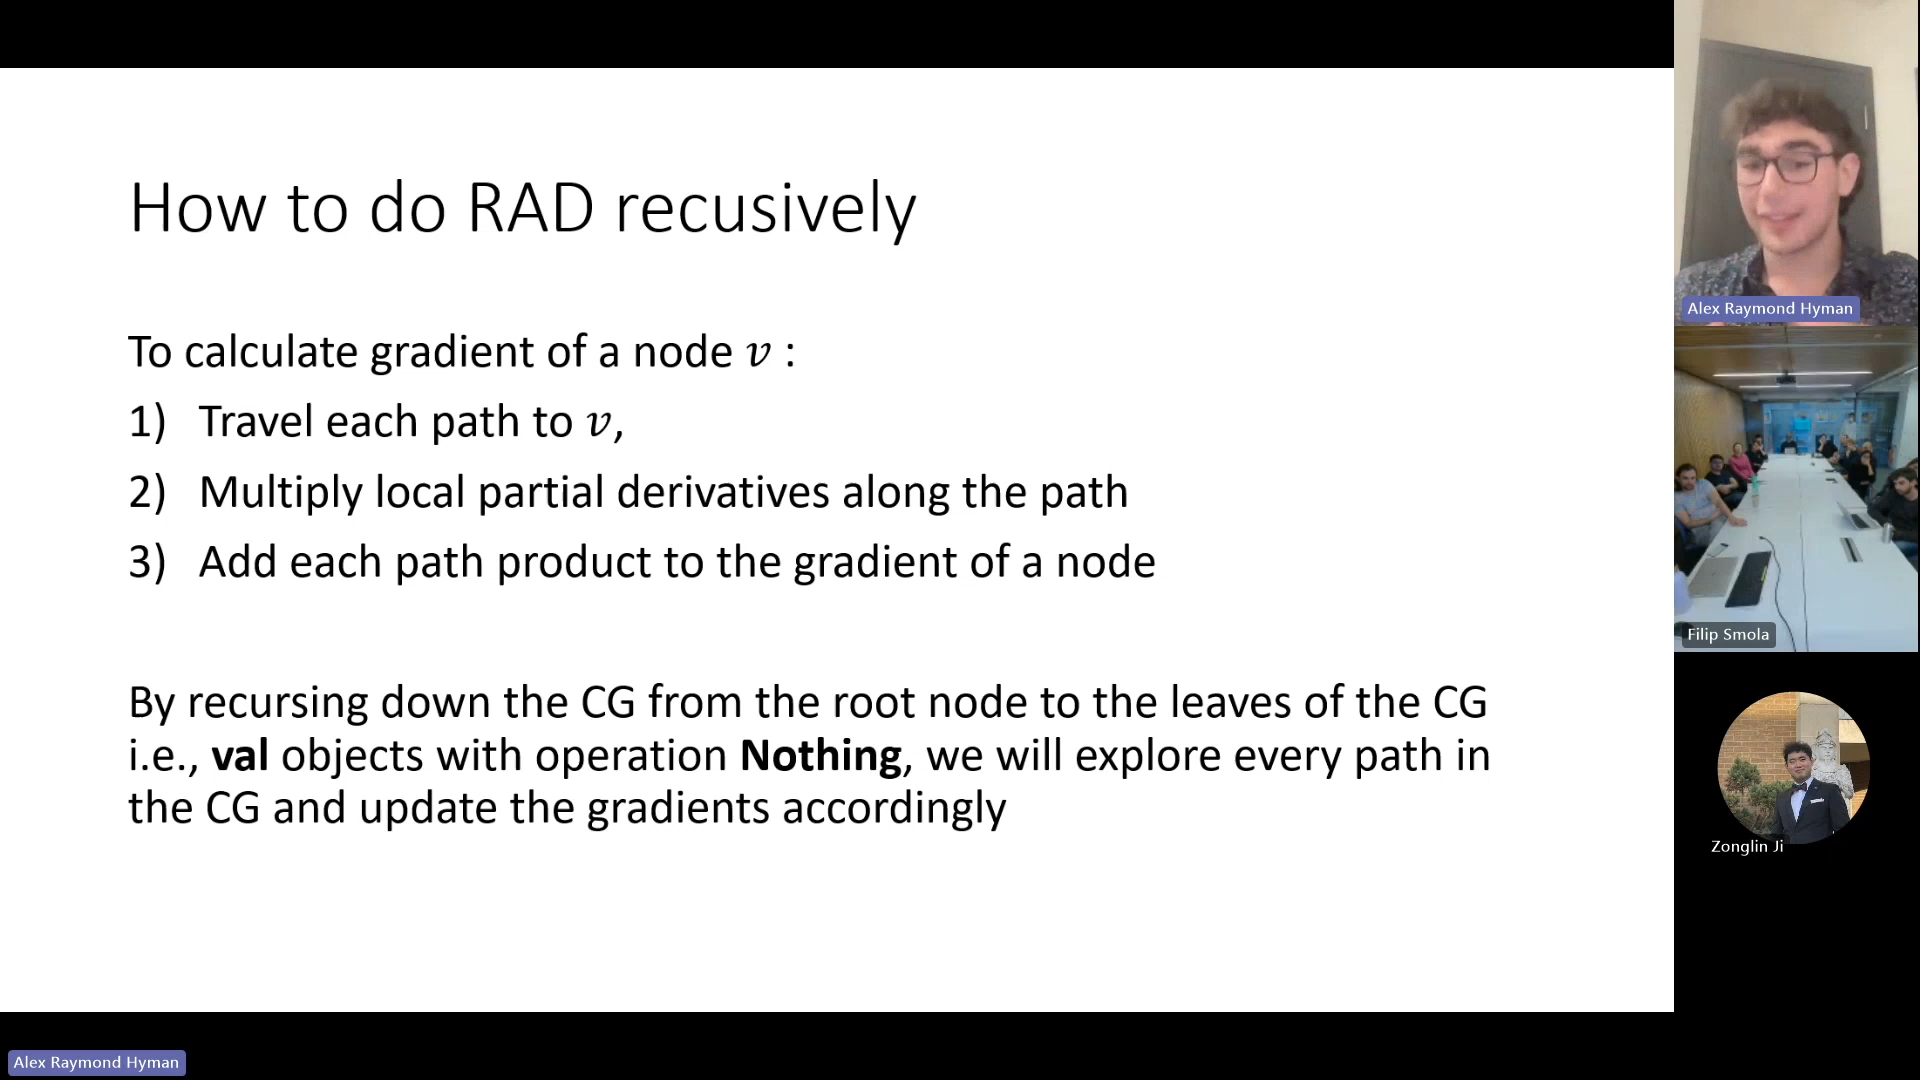 How to do RAD recusively
To calculate gradient of a node 𝑣 :
1) Travel each path to 𝑣,
2) Multiply local partial derivatives along the path
3) Add each path product to the gradient of a node
By recursing down the CG from the root node to the leaves of the CG
i.e., val objects with operation Nothing, we will explore every path in
the CG and update the gradients accordingly
Alex Raymond Hyman
Filip Smola
Zonglin Ji
Alex Raymond Hyman